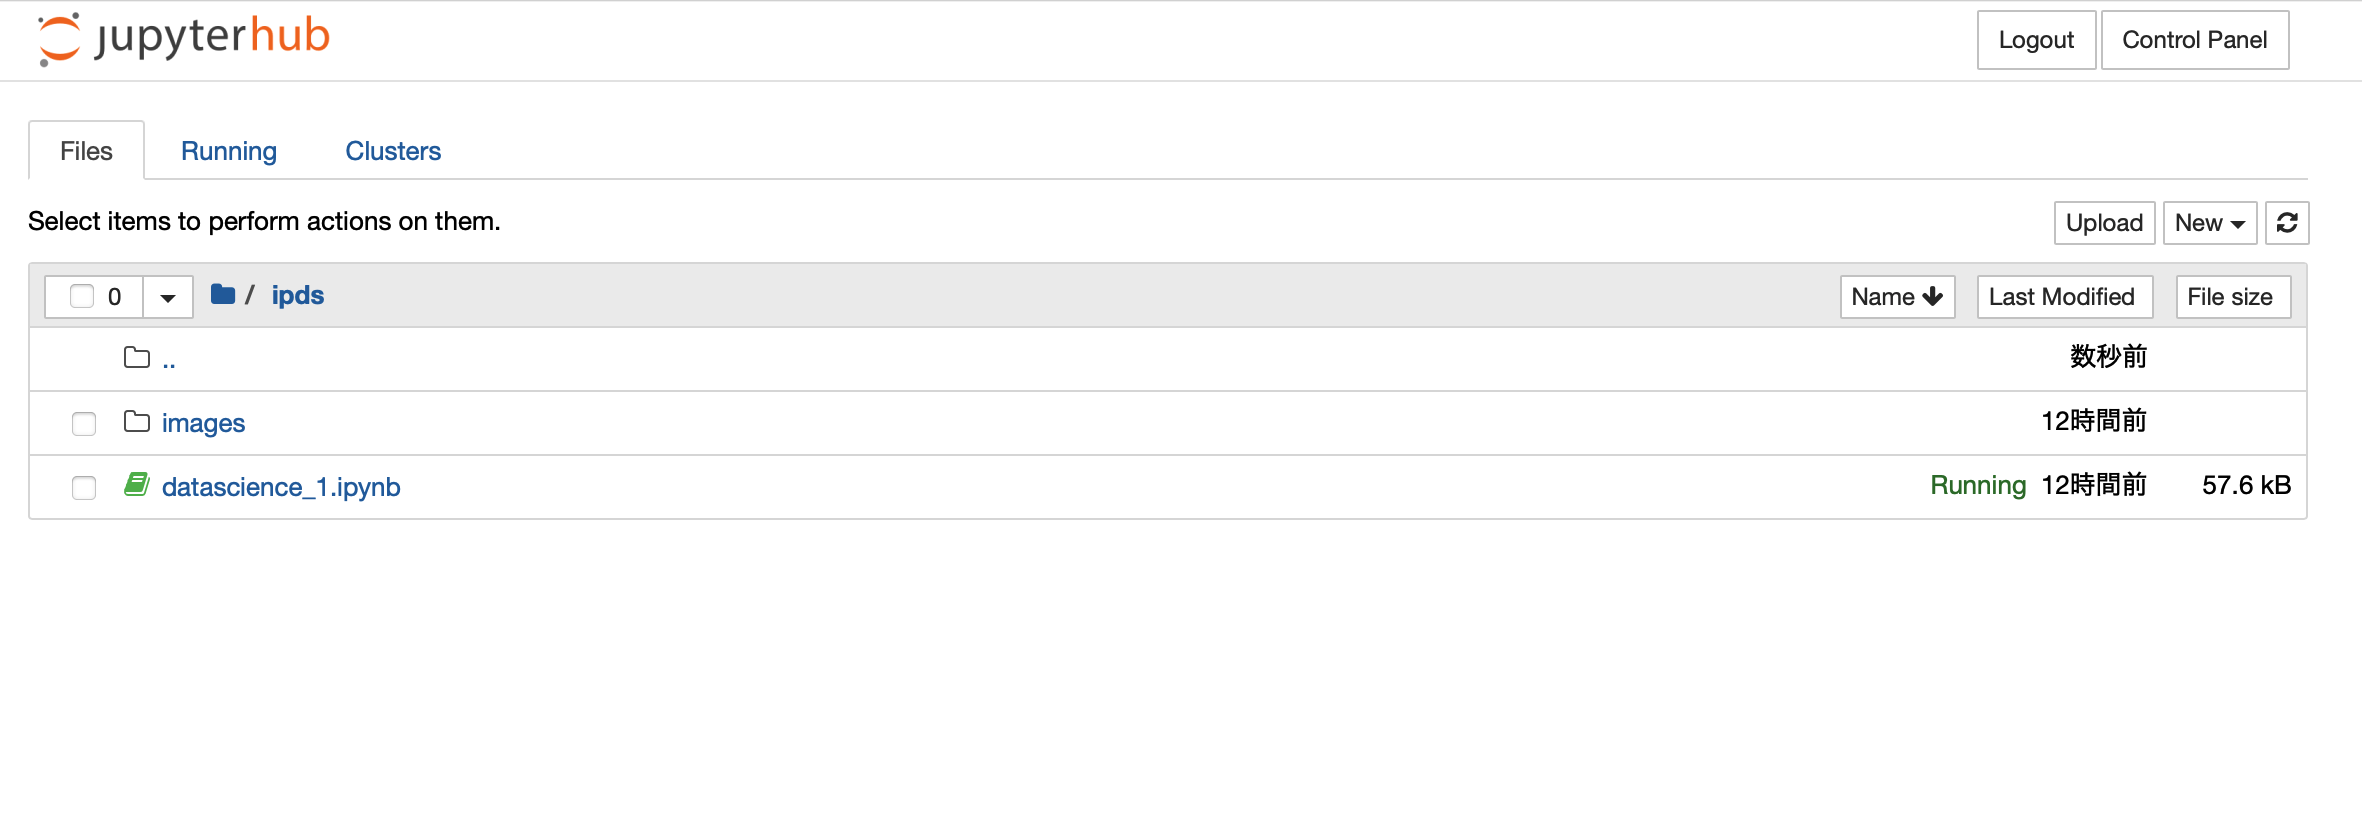 jupyterhub Logout Control Panel
Files Running Clusters
Select items to perform actions on them. Upload New
0 / ipds Name Last Modified File size
.. 数秒前
images 12時間前
datascience_1.ipynb Running 12時間前 57.6 kB